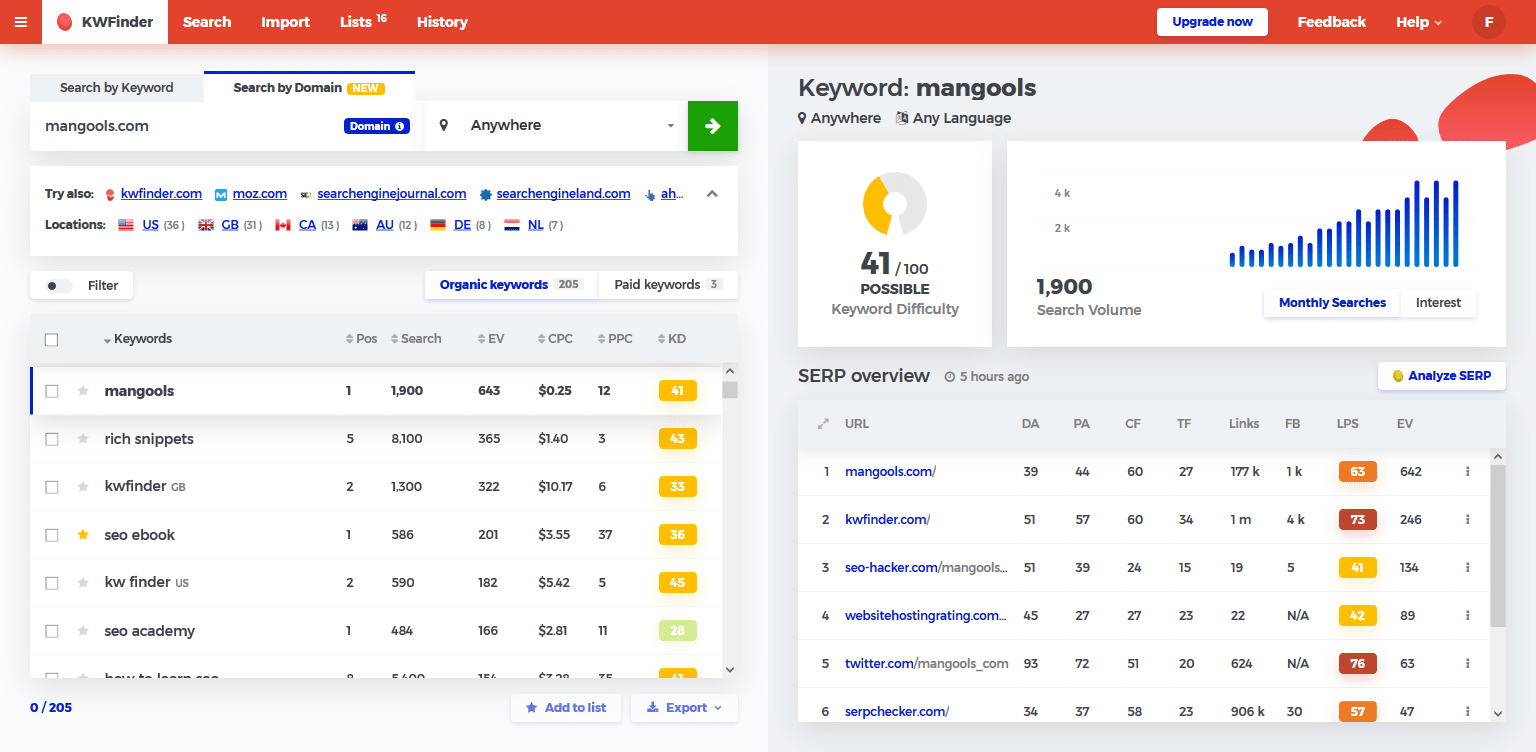 KWFinder Search Import Lists 16 History Upgrade now Feedback Help F
Search by Keyword Search by Domain NEW
mangools.com Domain Anywhere
Try also: kwfinder.com moz.com searchenginejournal.com searchengineland.com ah...
Locations: US (36) GB (31) CA (13) AU (12) DE (8) NL (7)
Filter Organic keywords 205 Paid keywords 3
Keywords Pos Search EV CPC PPC KD
mangools 1 1,900 643 $0.25 12 41
rich snippets 5 8,100 365 $1.40 3 43
kwfinder GB 2 1,300 322 $10.17 6 33
seo ebook 1 586 201 $3.55 37 36
kw finder US 2 590 182 $5.42 5 45
seo academy 1 484 166 $2.81 11 28
how to learn seo 8 5,400 154 $3.28 35 41
0 / 205 Add to list Export
Keyword: mangools
Anywhere Any Language
41 / 100
POSSIBLE
Keyword Difficulty
4 k
2 k
1,900
Search Volume
Monthly Searches Interest
SERP overview 5 hours ago Analyze SERP
URL DA PA CF TF Links FB LPS EV
1 mangools.com/ 39 44 60 27 177 k 1 k 63 642
2 kwfinder.com/ 51 57 60 34 1 m 4 k 73 246
3 seo-hacker.com/mangools... 51 39 24 15 19 5 41 134
4 websitehostingrating.com... 45 27 27 23 22 N/A 42 89
5 twitter.com/mangools_com 93 72 51 20 624 N/A 76 63
6 serpchecker.com/ 34 37 58 23 906 k 30 57 47